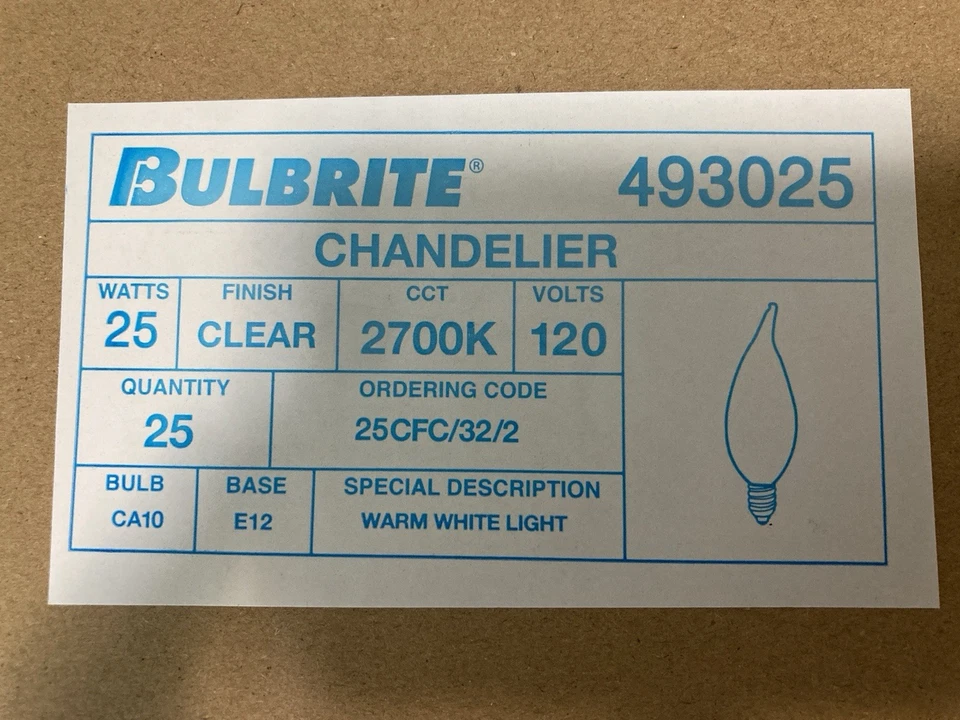 BULBRITE® 493025
CHANDELIER
WATTS FINISH CCT VOLTS
25 CLEAR 2700K 120
QUANTITY ORDERING CODE
25 25CFC/32/2
BULB BASE SPECIAL DESCRIPTION
CA10 E12 WARM WHITE LIGHT